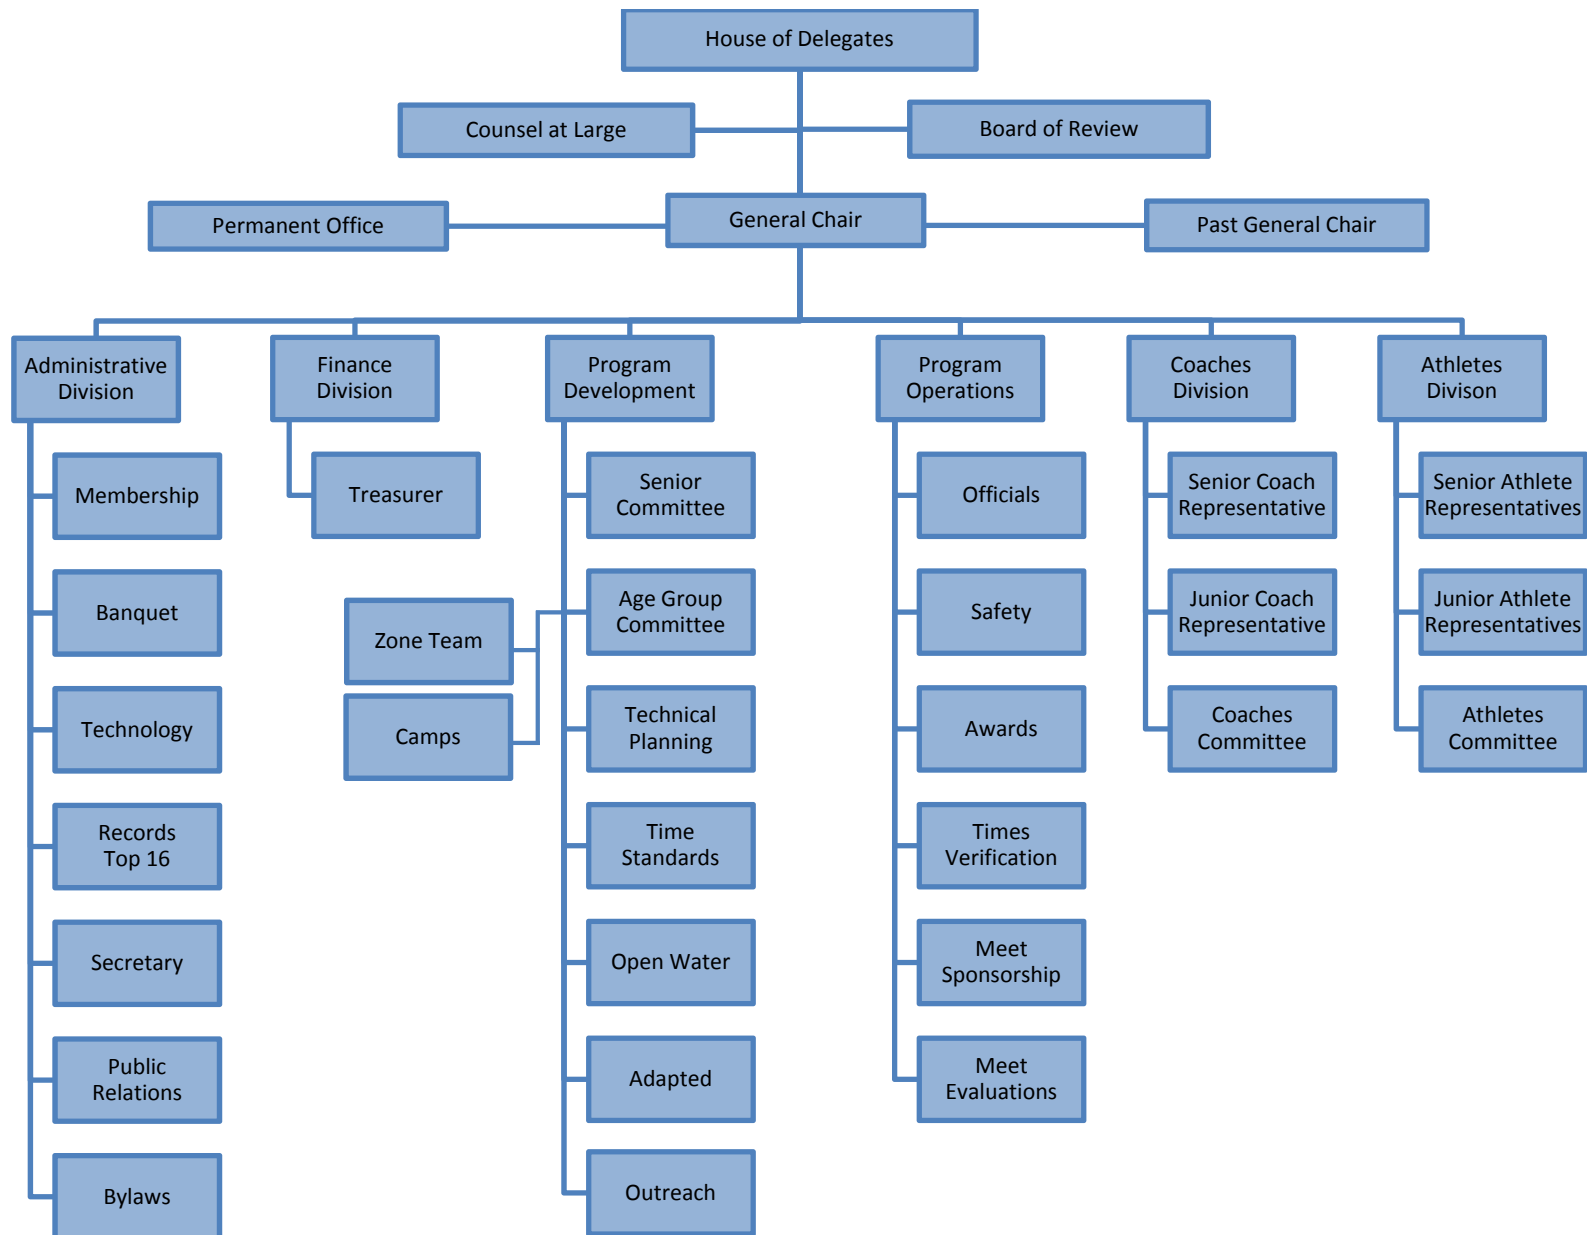 House of Delegates
Counsel at Large
Board of Review
Permanent Office
General Chair
Past General Chair
Administrative
Division
Finance
Division
Program
Development
Program
Operations
Coaches
Division
Athletes
Divison
Membership
Banquet
Technology
Records
Top 16
Secretary
Public
Relations
Bylaws
Treasurer
Senior
Committee
Age Group
Committee
Zone Team
Camps
Technical
Planning
Time
Standards
Open Water
Adapted
Outreach
Officials
Safety
Awards
Times
Verification
Meet
Sponsorship
Meet
Evaluations
Senior Coach
Representative
Junior Coach
Representative
Coaches
Committee
Senior Athlete
Representatives
Junior Athlete
Representatives
Athletes
Committee